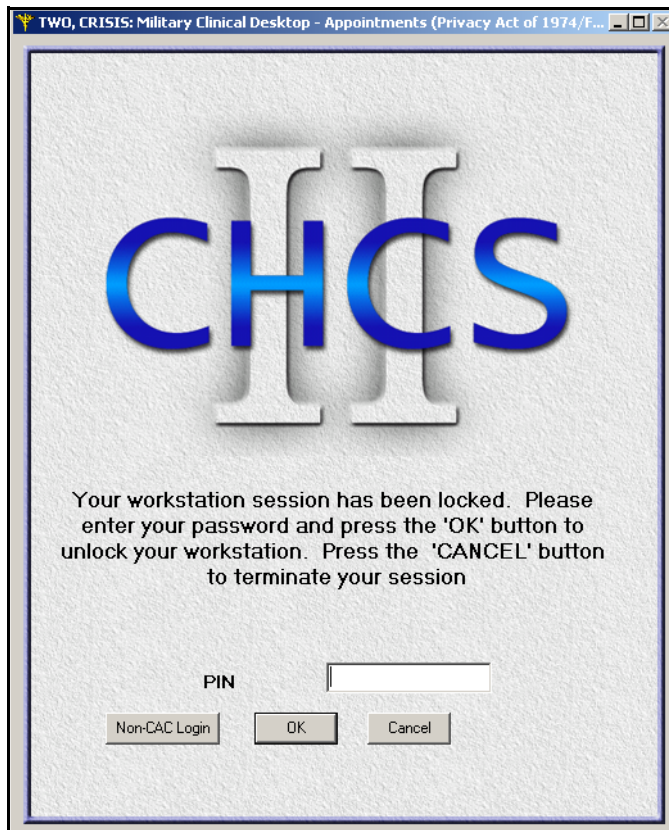 TWO, CRISIS: Military Clinical Desktop - Appointments (Privacy Act of 1974/F...
II
CHCS
Your workstation session has been locked.  Please
enter your password and press the 'OK' button to
unlock your workstation.  Press the  'CANCEL' button
to terminate your session
PIN
Non-CAC Login OK Cancel